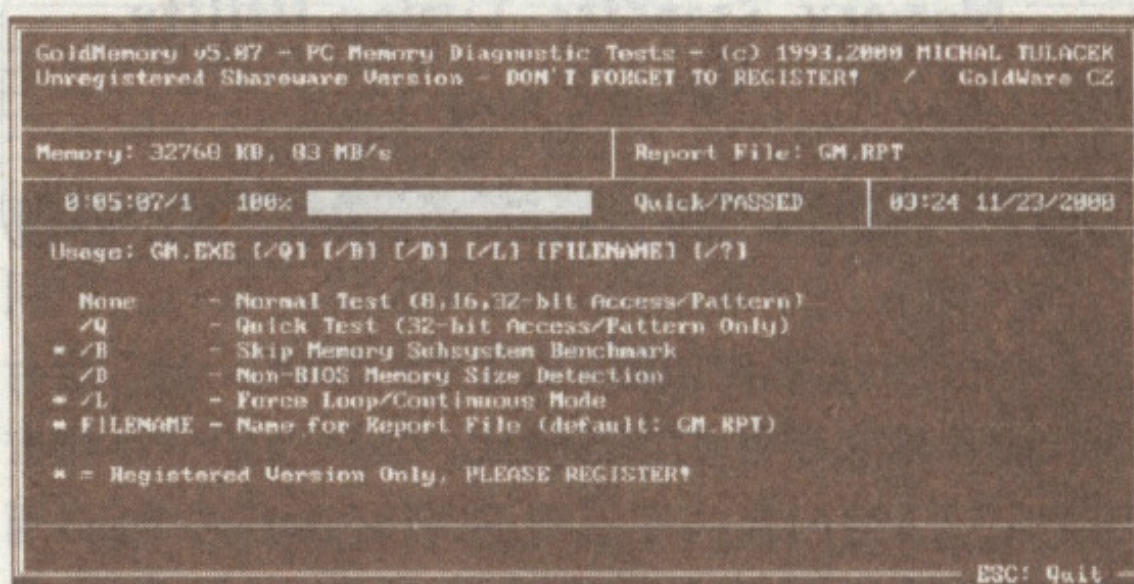 GoldMemory v5.07 - PC Memory Diagnostic Tests - (c) 1993,2000 MICHAL TULACEK
Unregistered Shareware Version - DON'T FORGET TO REGISTER! / GoldWare CZ
Memory: 32768 KB, 83 MB/s
Report File: GM.RPT
0:05:07/1 100%
Quick/PASSED
03:24 11/23/2000
Usage: GM.EXE [/Q] [/B] [/D] [/L] [FILENAME] [/?]
None - Normal Test (8,16,32-bit Access/Pattern)
/Q - Quick Test (32-bit Access/Pattern Only)
* /B - Skip Memory Subsystem Benchmark
/D - Non-BIOS Memory Size Detection
* /L - Force Loop/Continuous Mode
* FILENAME - Name for Report File (default: GM.RPT)
* = Registered Version Only, PLEASE REGISTER!
ESC: Quit